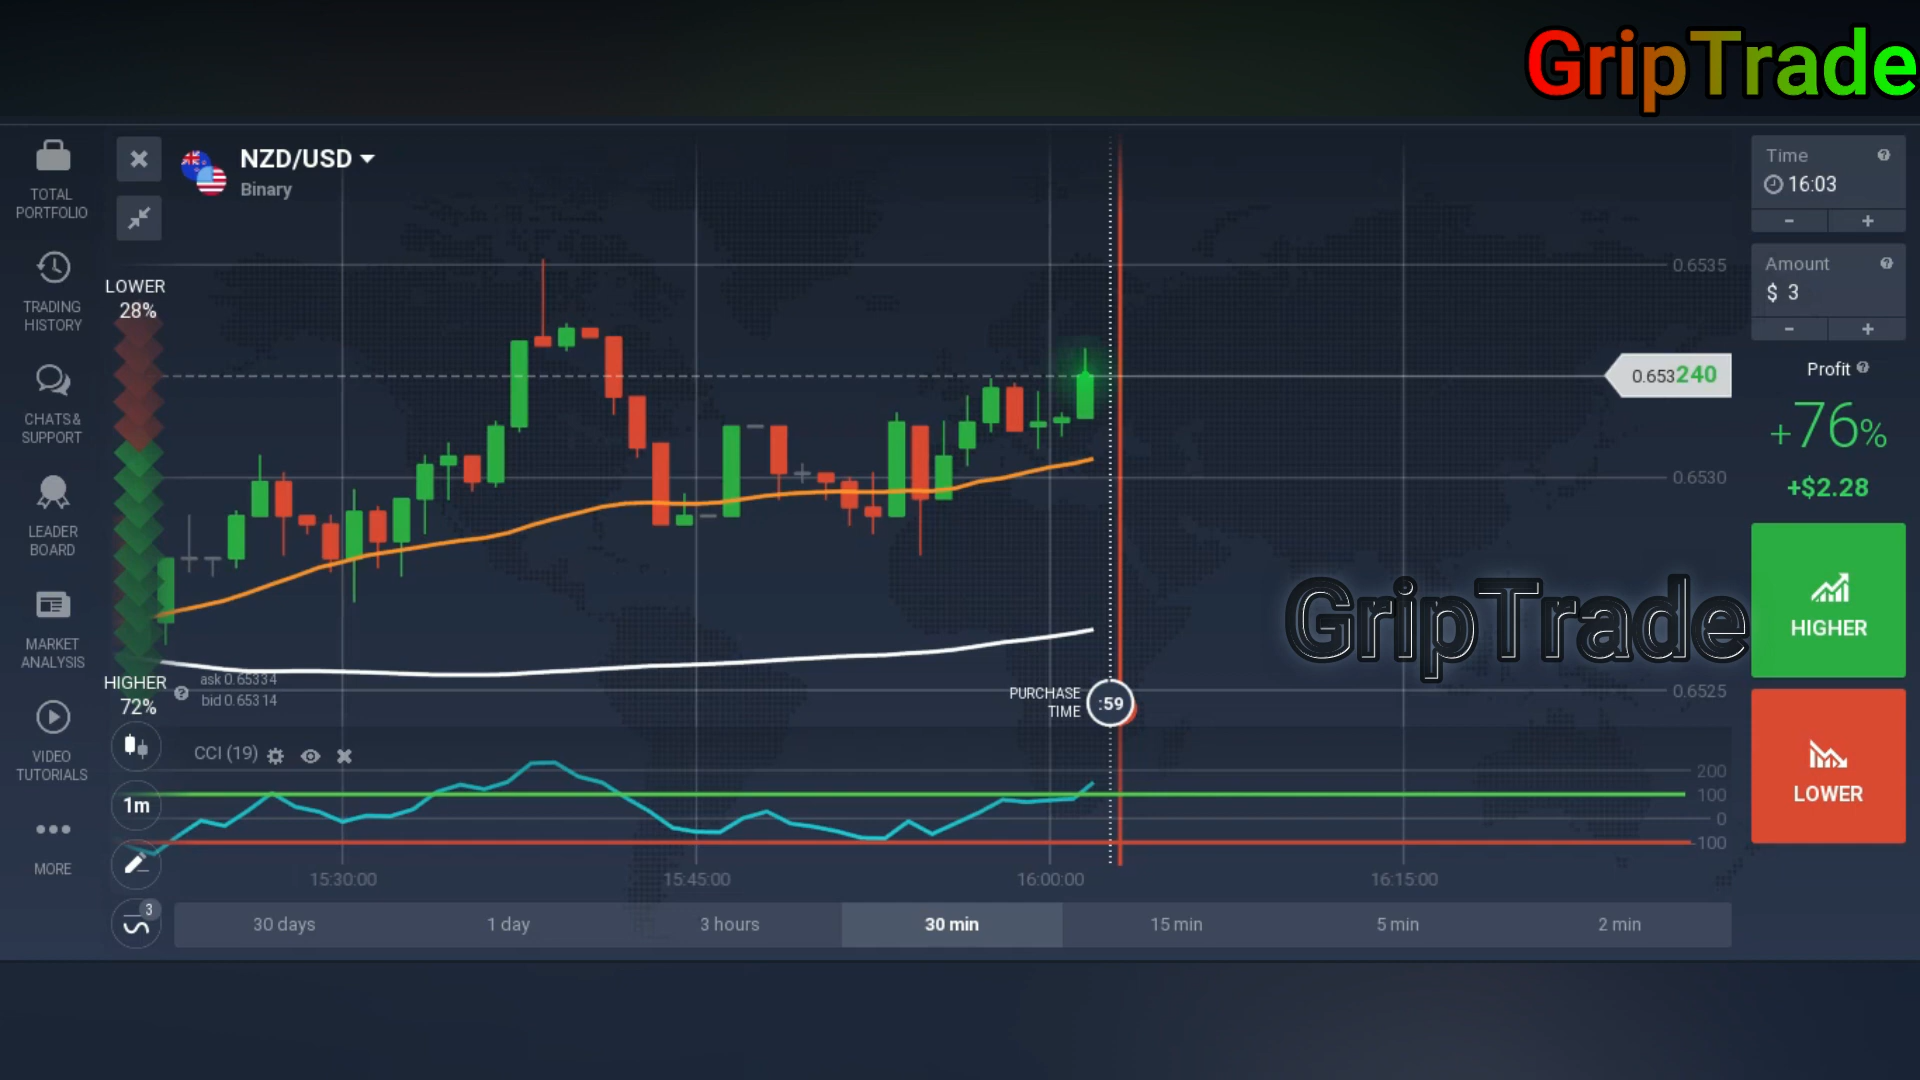 GripTrade
TOTAL
PORTFOLIO
TRADING
HISTORY
CHATS &
SUPPORT
LEADER
BOARD
MARKET
ANALYSIS
VIDEO
TUTORIALS
MORE
NZD/USD
Binary
LOWER
28%
HIGHER
72%
ask 0.65334
bid 0.65314
CCI (19)
1m
3
PURCHASE
TIME
:59
0.6535
0.653240
0.6530
0.6525
200
100
0
-100
15:30:00
15:45:00
16:00:00
16:15:00
30 days
1 day
3 hours
30 min
15 min
5 min
2 min
Time
16:03
- +
Amount
$ 3
- +
Profit
+76%
+$2.28
HIGHER
LOWER
GripTrade